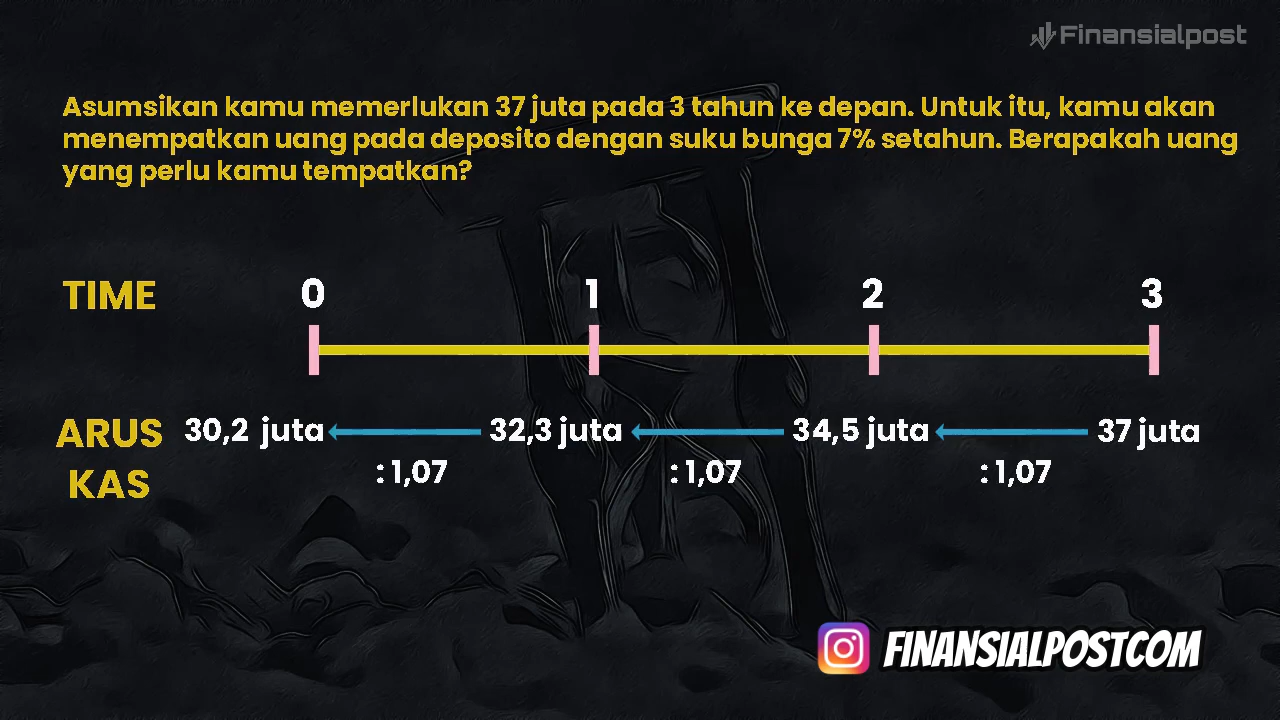 Finansialpost
Asumsikan kamu memerlukan 37 juta pada 3 tahun ke depan. Untuk itu, kamu akan
menempatkan uang pada deposito dengan suku bunga 7% setahun. Berapakah uang
yang perlu kamu tempatkan?
TIME 0 1 2 3
ARUS KAS 30,2 juta 32,3 juta 34,5 juta 37 juta
: 1,07 : 1,07 : 1,07
FINANSIALPOSTCOM